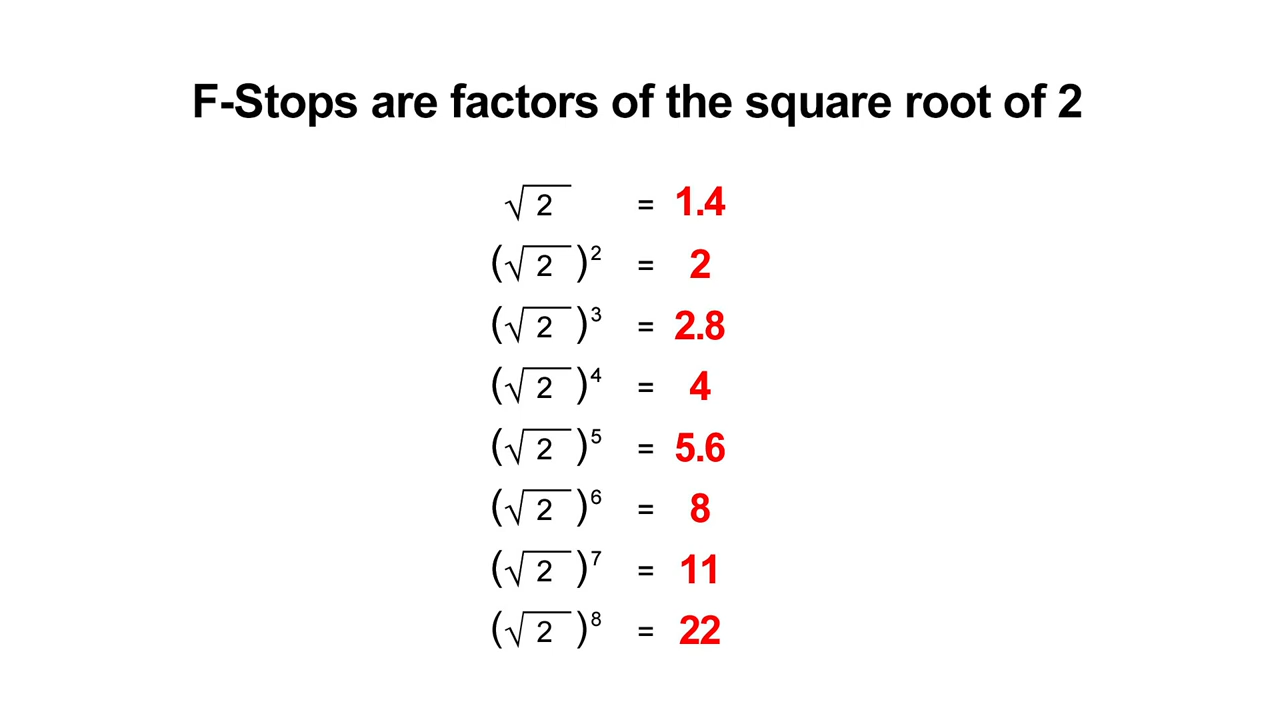 F-Stops are factors of the square root of 2
√2 = 1.4
(√2)² = 2
(√2)³ = 2.8
(√2)⁴ = 4
(√2)⁵ = 5.6
(√2)⁶ = 8
(√2)⁷ = 11
(√2)⁸ = 22